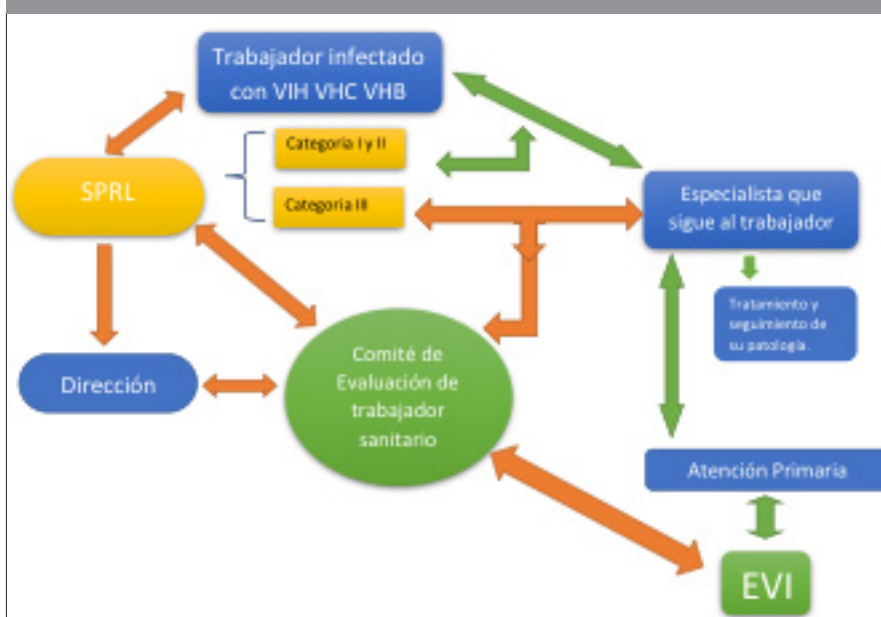 Trabajador infectado
con VIH VHC VHB
Categoria I y II
SPRL
Categoria III
Especialista que
sigue al trabajador
Tratamiento y
seguimiento de
su patología.
Comité de
Evaluación de
trabajador
sanitario
Dirección
Atención Primaria
EVI